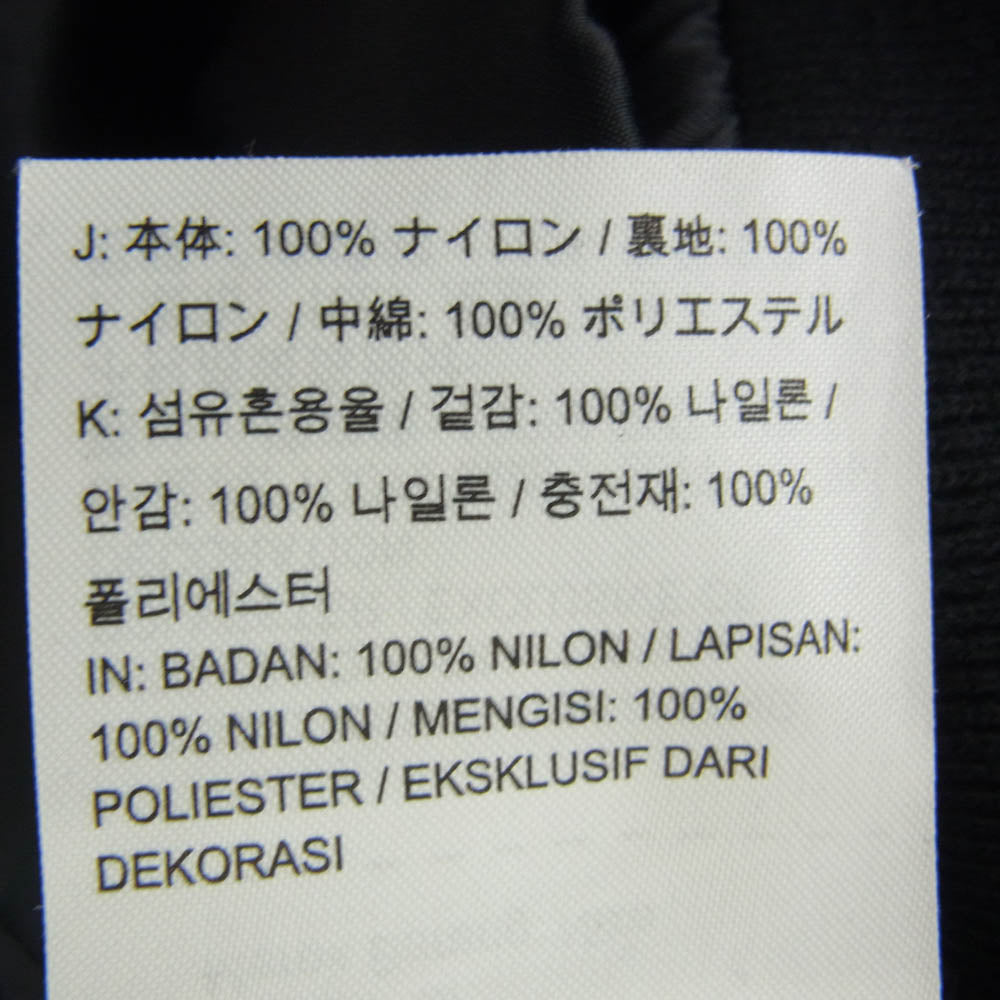 J: 本体: 100% ナイロン / 裏地: 100%
ナイロン / 中綿: 100% ポリエステル
K: 섬유혼용율 / 겉감: 100% 나일론 /
안감: 100% 나일론 / 충전재: 100%
폴리에스터
IN: BADAN: 100% NILON / LAPISAN:
100% NILON / MENGISI: 100%
POLIESTER / EKSKLUSIF DARI
DEKORASI